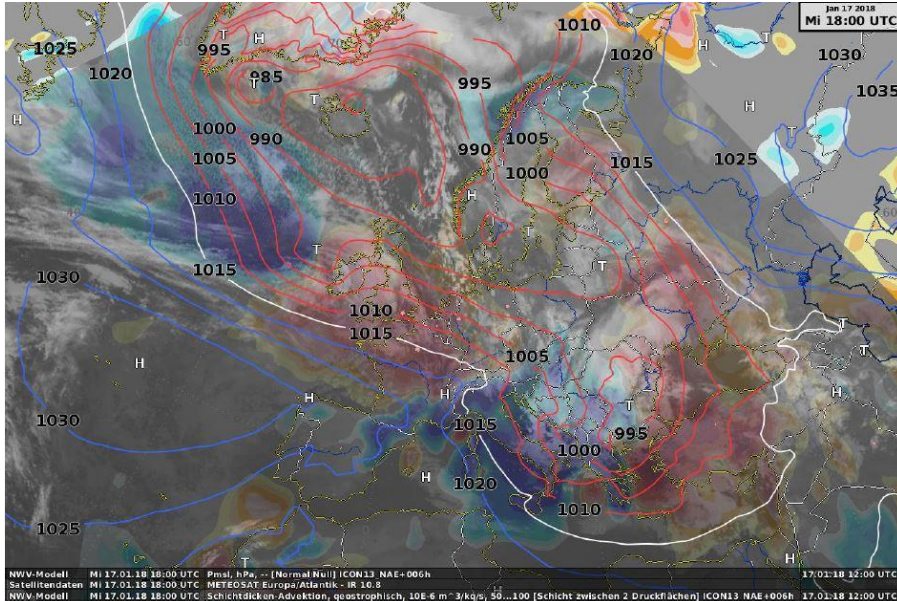 Jan 17 2018
Mi 18:00 UTC
1025
1020
995
H
T
985
T
T
1010
1020
H
T
1030
995
H
1035
H
1000
990
1005
T
990
1005
1000
1015
1025
60
50
H
1010
T
T
T
1015
1030
1010
1015
T
T
1005
H
H
H
H
T
1030
1015
995
1000
H
1020
1025
1010
T
H
NWV-Modell Mi 17.01.18 18:00 UTC Pmsl, hPa, -- [Normal Null] ICON13_NAE+006h 17.01.18 12:00 UTC
Satellitendaten Mi 17.01.18 18:00 UTC METEOSAT Europa/Atlantik - IR 10.8
NWV-Modell Mi 17.01.18 18:00 UTC Schichtdicken-Advektion, geostrophisch, 10E-6 m^3/kg/s, 50...100 [Schicht zwischen 2 Druckflächen] ICON13_NAE+006h 17.01.18 12:00 UTC